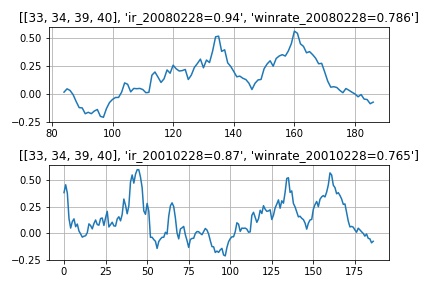 [[33, 34, 39, 40], 'ir_20080228=0.94', 'winrate_20080228=0.786']
0.50
0.25
0.00
−0.25
80 100 120 140 160 180
[[33, 34, 39, 40], 'ir_20010228=0.87', 'winrate_20010228=0.765']
0.50
0.25
0.00
−0.25
0 25 50 75 100 125 150 175